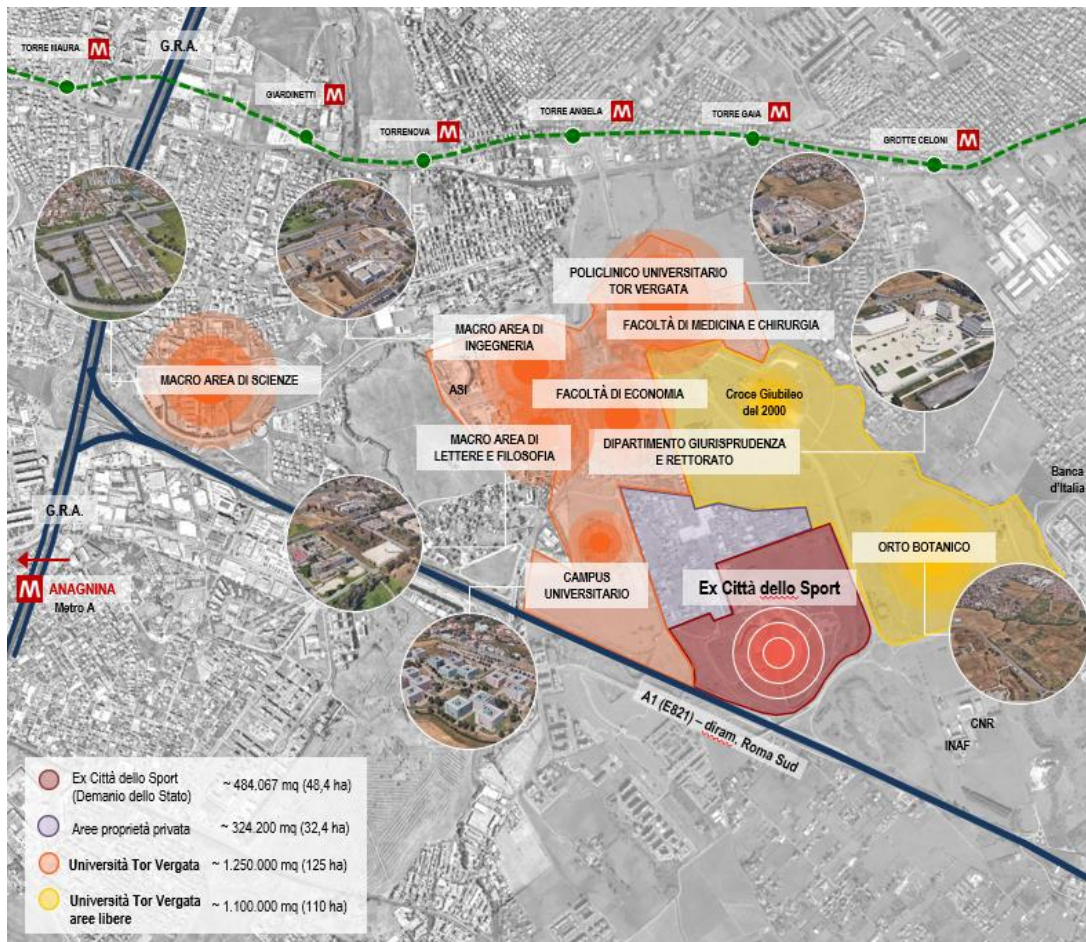 TORRE MAURA M
G.R.A.
GIARDINETTI M
TORRENOVA M
TORRE ANGELA M
TORRE GAIA M
GROTTE CELONI M
POLICLINICO UNIVERSITARIO
TOR VERGATA
MACRO AREA DI
INGEGNERIA
FACOLTÀ DI MEDICINA E CHIRURGIA
MACRO AREA DI SCIENZE
ASI
FACOLTÀ DI ECONOMIA
Croce Giubileo
del 2000
MACRO AREA DI
LETTERE E FILOSOFIA
DIPARTIMENTO GIURISPRUDENZA
E RETTORATO
Banca
d'Italia
G.R.A.
ORTO BOTANICO
M ANAGNINA
Metro A
CAMPUS
UNIVERSITARIO
Ex Città dello Sport
A1 (E821) – diram. Roma Sud
CNR
INAF
Ex Città dello Sport
(Demanio dello Stato)
~ 484.067 mq (48,4 ha)
Aree proprietà privata
~ 324.200 mq (32,4 ha)
Università Tor Vergata
~ 1.250.000 mq (125 ha)
Università Tor Vergata
aree libere
~ 1.100.000 mq (110 ha)